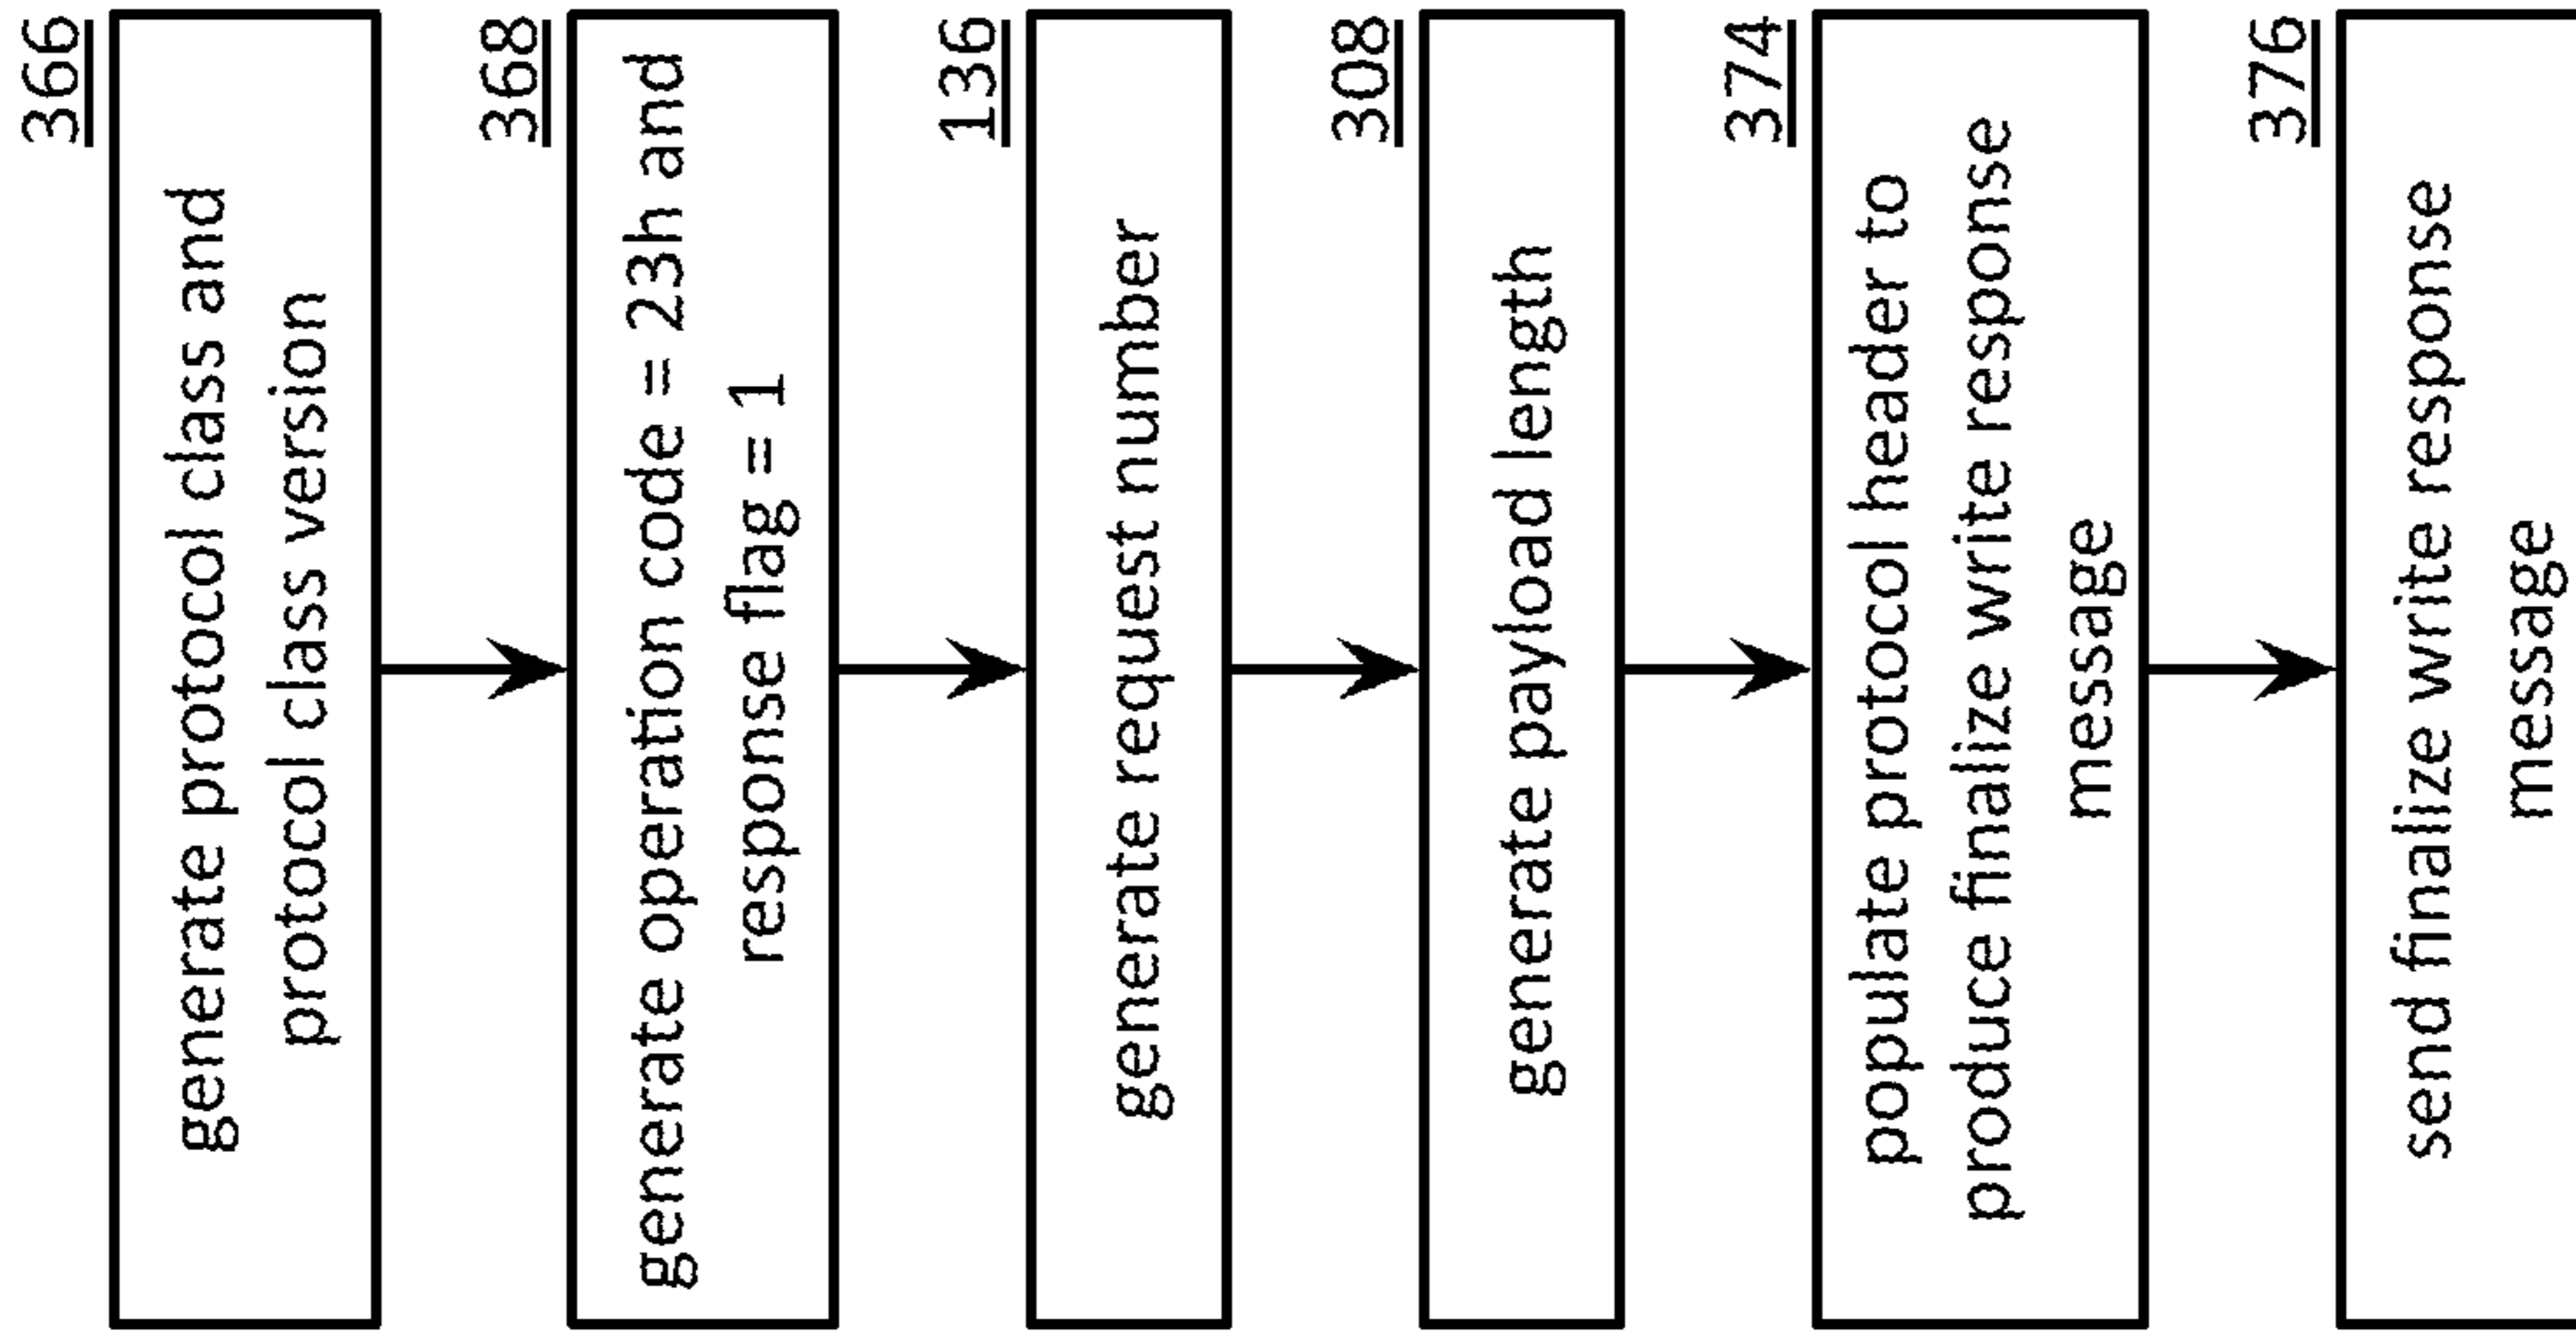 366
generate protocol class and
protocol class version
368
generate operation code = 23h and
response flag = 1
136
generate request number
308
generate payload length
374
populate protocol header to
produce finalize write response
message
376
send finalize write response
message